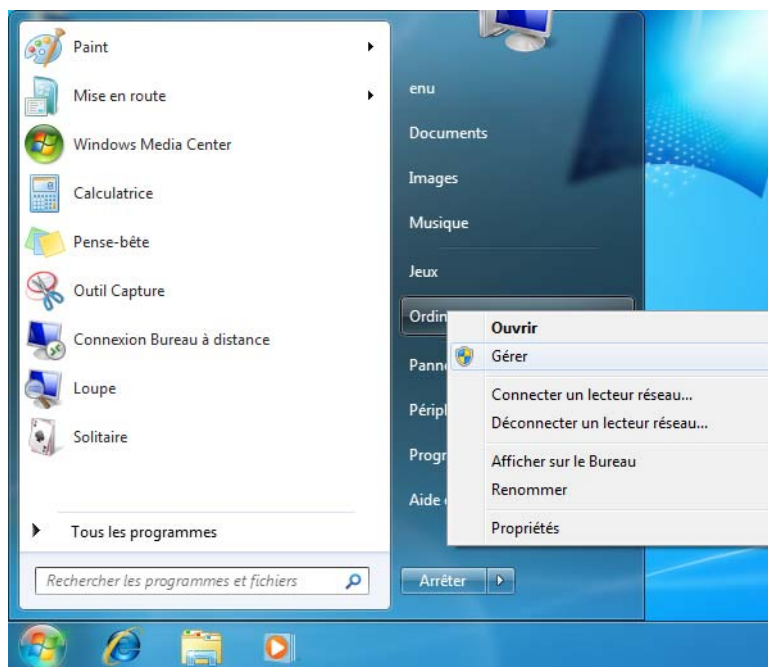 Paint
Mise en route
Windows Media Center
Calculatrice
Pense-bête
Outil Capture
Connexion Bureau à distance
Loupe
Solitaire
Tous les programmes
Rechercher les programmes et fichiers
enu
Documents
Images
Musique
Jeux
Ordin
Pann
Péripl
Progr
Aide
Arrêter
Ouvrir
Gérer
Connecter un lecteur réseau...
Déconnecter un lecteur réseau...
Afficher sur le Bureau
Renommer
Propriétés